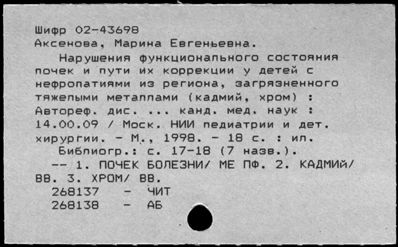 Шифр 02-43698
Аксенова, Марина Евгеньевна.
Нарушения функционального состояния
почек и пути их коррекции у детей с
нефропатиями из региона, загрязненного
тяжелыми металлами (кадмий, хром) :
Автореф. дис. ... канд. мед. наук :
14.00.09 / Моск. НИИ педиатрии и дет.
хирургии. - М., 1998. - 18 с. : ил.
Библиогр.: с. 17-18 (7 назв.).
-- 1. ПОЧЕК БОЛЕЗНИ/ МЕ ПФ. 2. КАДМИЙ/
ВВ. 3. ХРОМ/ ВВ.
268137 - ЧИТ
268138 - АБ